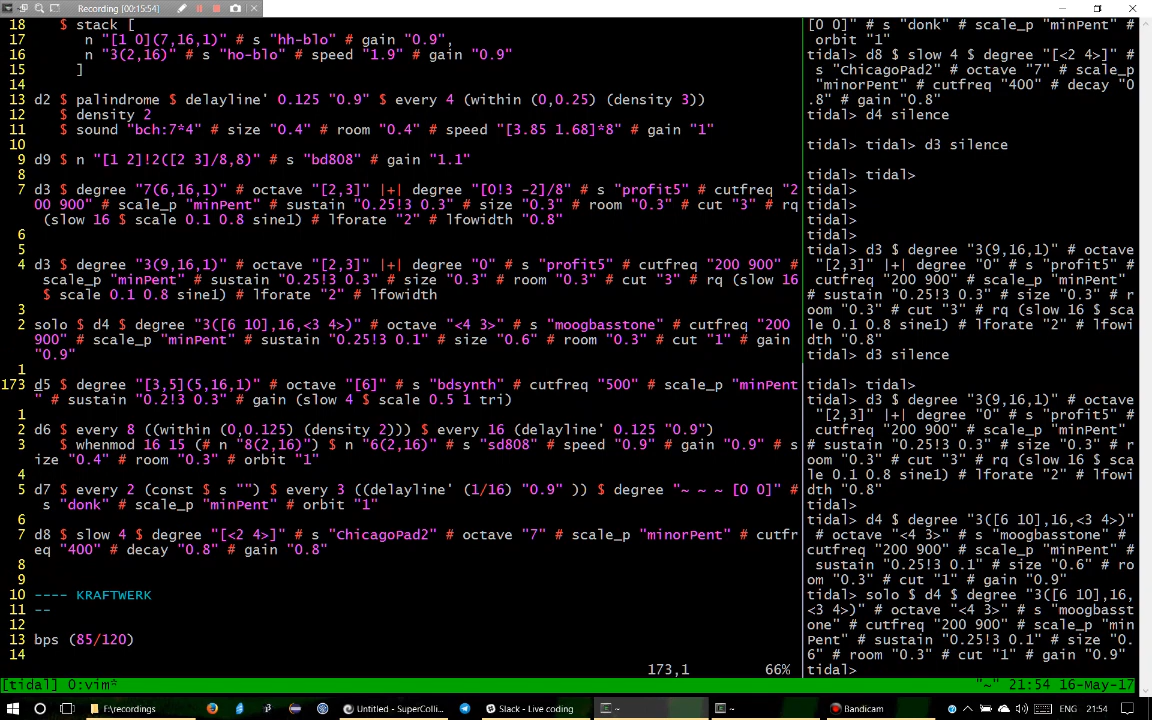 Recording (00:15:54)
18     $ stack [
17       n "[1 0](7,16,1)" # s "hh-blo" # gain "0.9",
16       n "3(2,16)" # s "ho-blo" # speed "1.9" # gain "0.9"
15       ]
14
13 d2 $ palindrome $ delayline' 0.125 "0.9" $ every 4 (within (0,0.25) (density 3))
12      $ density 2
11      $ sound "bch:7*4" # size "0.4" # room "0.4" # speed "[3.85 1.68]*8" # gain "1"
10
9  d9 $ n "[1 2]!2([2 3]/8,8)" # s "bd808" # gain "1.1"
8
7  d3 $ degree "7(6,16,1)" # octave "[2,3]" |+| degree "[0!3 -2]/8" # s "profit5" # cutfreq "2
00 900" # scale_p "minPent" # sustain "0.25!3 0.3" # size "0.3" # room "0.3" # cut "3" # rq
 (slow 16 $ scale 0.1 0.8 sine1) # lforate "2" # lfowidth "0.8"
6
5
4  d3 $ degree "3(9,16,1)" # octave "[2,3]" |+| degree "0" # s "profit5" # cutfreq "200 900" #
 scale_p "minPent" # sustain "0.25!3 0.3" # size "0.3" # room "0.3" # cut "3" # rq (slow 16
 $ scale 0.1 0.8 sine1) # lforate "2" # lfowidth
3
2  solo $ d4 $ degree "3([6 10],16,<3 4>)" # octave "<4 3>" # s "moogbasstone" # cutfreq "200
900" # scale_p "minPent" # sustain "0.25!3 0.1" # size "0.6" # room "0.3" # cut "1" # gain
"0.9"
1
173 d5 $ degree "[3,5](5,16,1)" # octave "[6]" # s "bdsynth" # cutfreq "500" # scale_p "minPent
" # sustain "0.2!3 0.3" # gain (slow 4 $ scale 0.5 1 tri)
1
2  d6 $ every 8 ((within (0,0.125) (density 2))) $ every 16 (delayline' 0.125 "0.9")
3       $ whenmod 16 15 (# n "8(2,16)") $ n "6(2,16)" # s "sd808" # speed "0.9" # gain "0.9" # s
ize "0.4" # room "0.3" # orbit "1"
4
5  d7 $ every 2 (const $ s "") $ every 3 ((delayline' (1/16) "0.9" )) $ degree "~ ~ ~ [0 0]" #
 s "donk" # scale_p "minPent" # orbit "1"
6
7  d8 $ slow 4 $ degree "[<2 4>]" # s "ChicagoPad2" # octave "7" # scale_p "minorPent" # cutfr
eq "400" # decay "0.8" # gain "0.8"
8
9
10 ---- KRAFTWERK
11 --
12
13 bps (85/120)
14
173,1 66%
[0 0]" # s "donk" # scale_p "minPent" #
 orbit "1"
tidal> d8 $ slow 4 $ degree "[<2 4>]" #
 s "ChicagoPad2" # octave "7" # scale_p
 "minorPent" # cutfreq "400" # decay "0
.8" # gain "0.8"
tidal> d4 silence

tidal> tidal> d3 silence

tidal> tidal>
tidal>
tidal>
tidal>
tidal>
tidal> d3 $ degree "3(9,16,1)" # octave
 "[2,3]" |+| degree "0" # s "profit5" #
 cutfreq "200 900" # scale_p "minPent"
# sustain "0.25!3 0.3" # size "0.3" # r
oom "0.3" # cut "3" # rq (slow 16 $ sca
le 0.1 0.8 sine1) # lforate "2" # lfowi
dth "0.8"
tidal> d3 silence

tidal> tidal>
tidal> d3 $ degree "3(9,16,1)" # octave
 "[2,3]" |+| degree "0" # s "profit5" #
 cutfreq "200 900" # scale_p "minPent"
# sustain "0.25!3 0.3" # size "0.3" # r
oom "0.3" # cut "3" # rq (slow 16 $ sca
le 0.1 0.8 sine1) # lforate "2" # lfowi
dth "0.8"
tidal>
tidal> d4 $ degree "3([6 10],16,<3 4>)"
 # octave "<4 3>" # s "moogbasstone" #
cutfreq "200 900" # scale_p "minPent" #
 sustain "0.25!3 0.1" # size "0.6" # ro
om "0.3" # cut "1" # gain "0.9"
tidal> solo $ d4 $ degree "3([6 10],16,
<3 4>)" # octave "<4 3>" # s "moogbasst
one" # cutfreq "200 900" # scale_p "min
Pent" # sustain "0.25!3 0.1" # size "0.
6" # room "0.3" # cut "1" # gain "0.9"
tidal>
[tidal] 0:vim* "~" 21:54 16-May-17
F:\recordings Untitled - SuperColli... Slack - Live coding ~ ~ Bandicam ENG 21:54